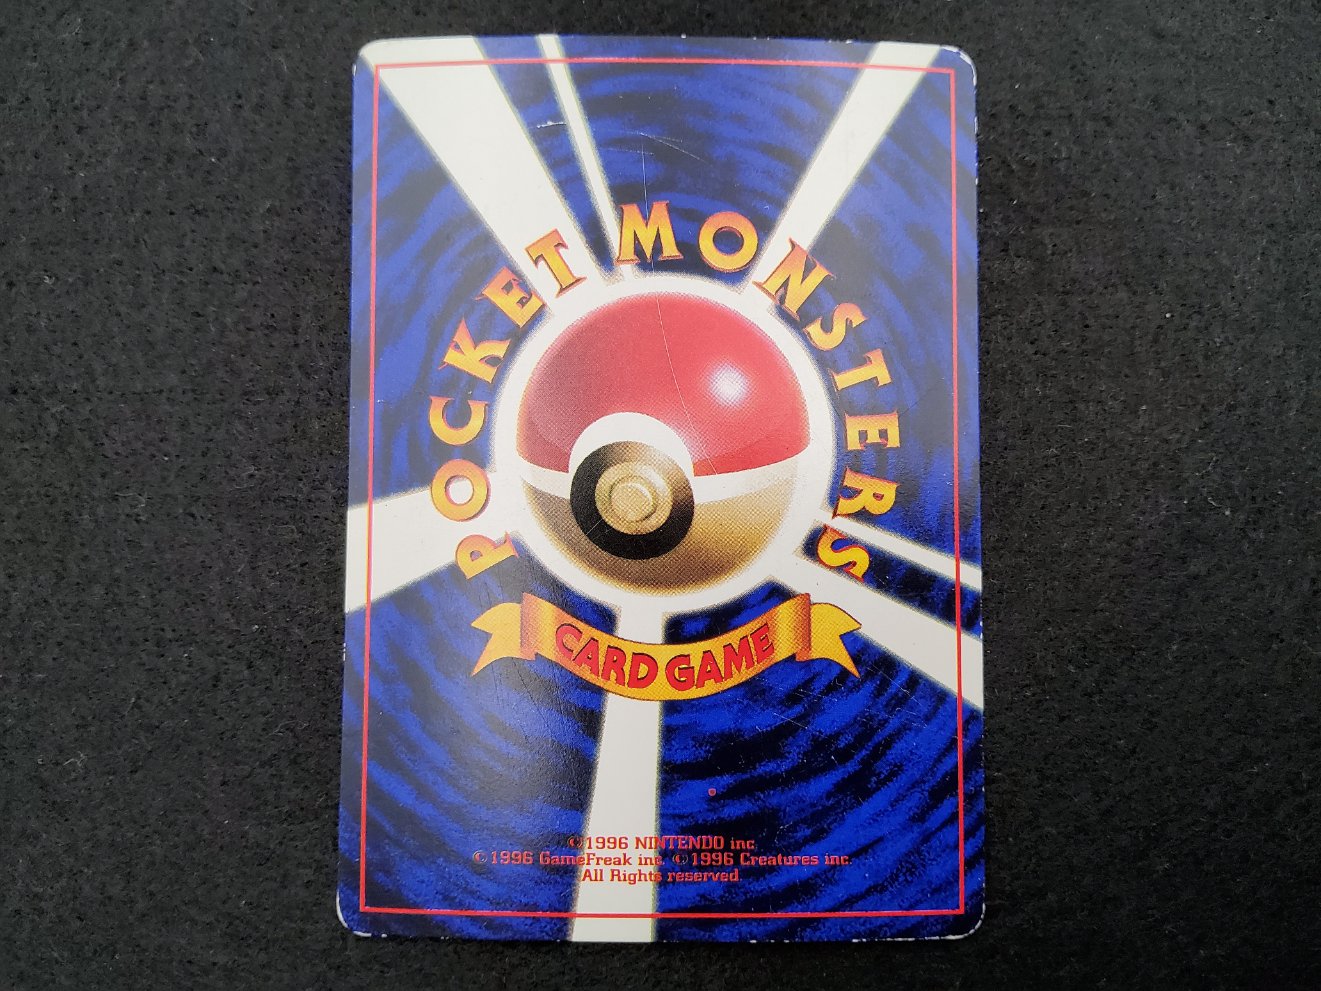 POCKET MONSTERS
CARD GAME
©1996 NINTENDO inc.
©1996 GameFreak inc. ©1996 Creatures inc.
All Rights reserved.